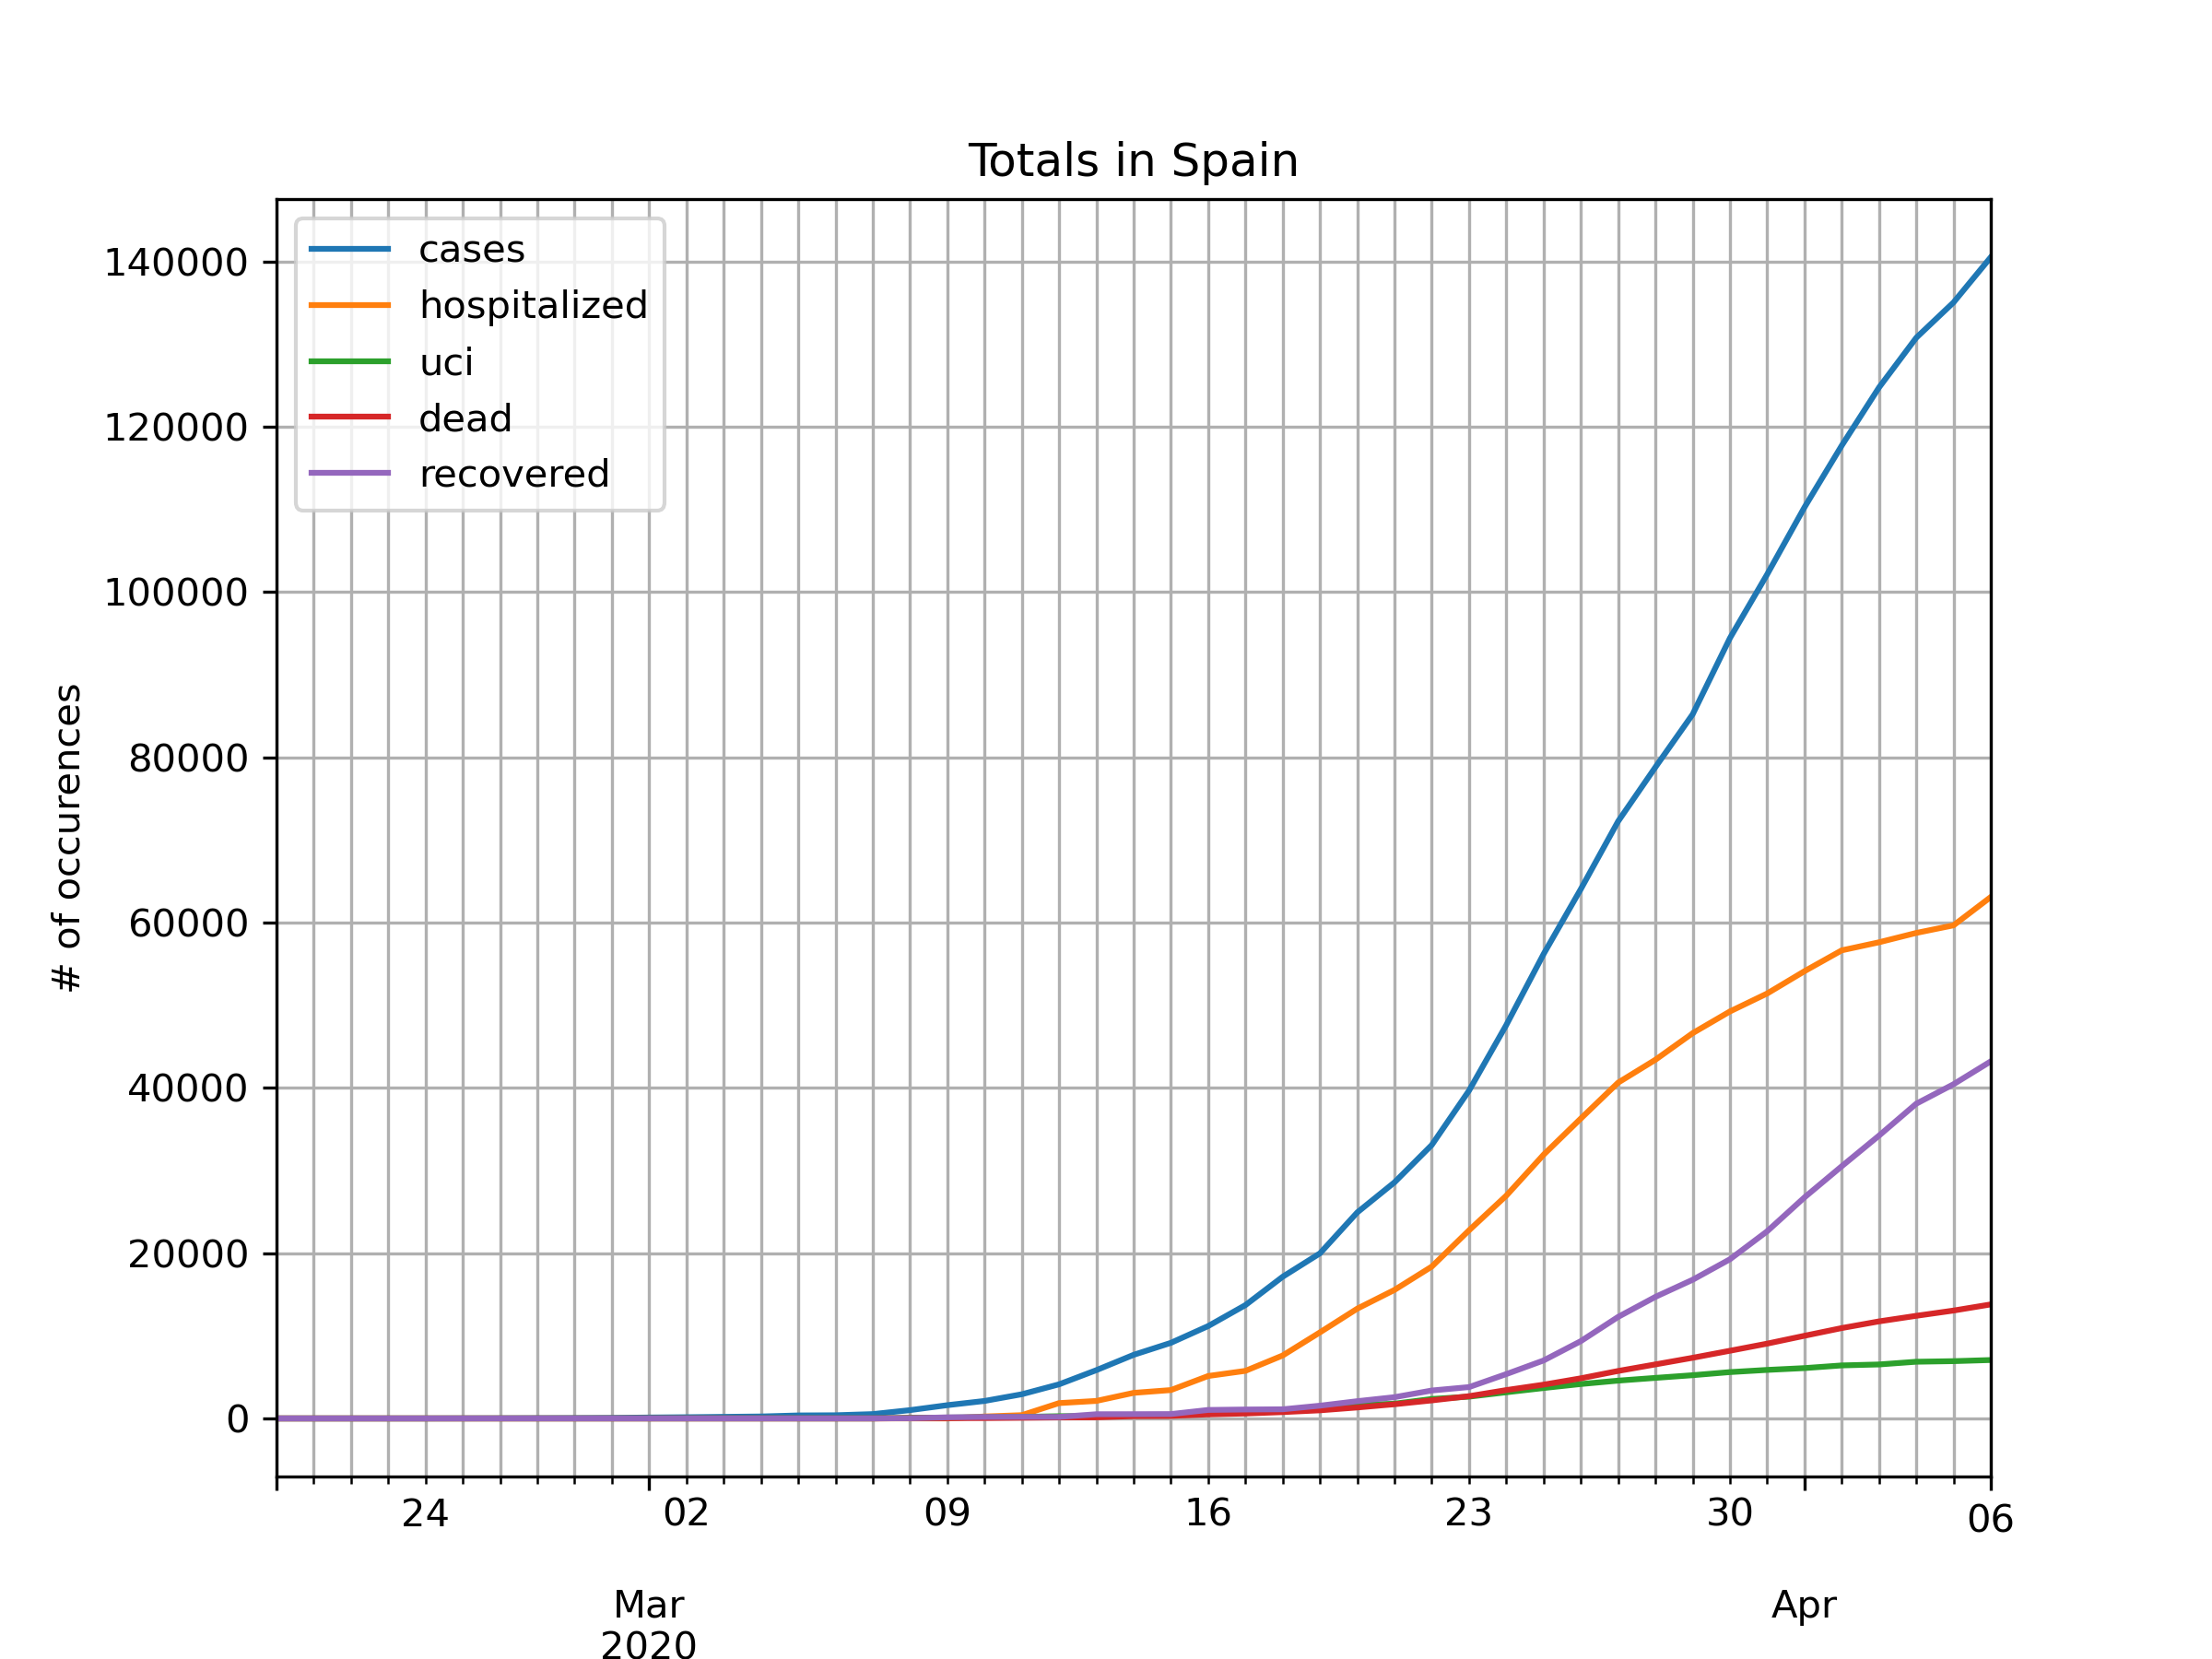 Totals in Spain
cases
hospitalized
uci
dead
recovered
# of occurences
140000
120000
100000
80000
60000
40000
20000
0
24 02 09 16 23 30 06
Mar Apr
2020